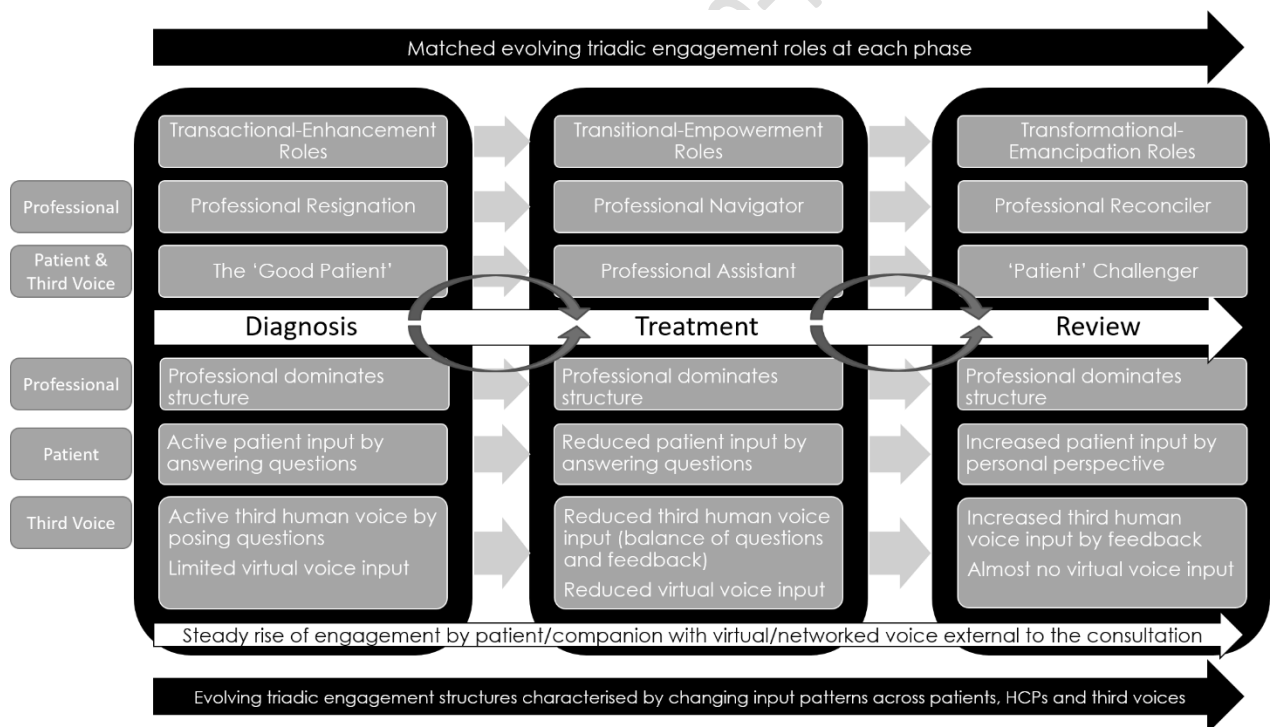 Matched evolving triadic engagement roles at each phase
Transactional-Enhancement
Roles
Transitional-Empowerment
Roles
Transformational-
Emancipation Roles
Professional
Professional Resignation
Professional Navigator
Professional Reconciler
Patient &
Third Voice
The ‘Good Patient’
Professional Assistant
‘Patient’ Challenger
Diagnosis
Treatment
Review
Professional
Professional dominates
structure
Professional dominates
structure
Professional dominates
structure
Patient
Active patient input by
answering questions
Reduced patient input by
answering questions
Increased patient input by
personal perspective
Third Voice
Active third human voice by
posing questions
Limited virtual voice input
Reduced third human voice
input (balance of questions
and feedback)
Reduced virtual voice input
Increased third human
voice input by feedback
Almost no virtual voice input
Steady rise of engagement by patient/companion with virtual/networked voice external to the consultation
Evolving triadic engagement structures characterised by changing input patterns across patients, HCPs and third voices